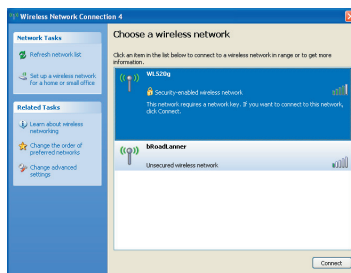 Wireless Network Connection 4
Network Tasks
Refresh network list
Set up a wireless network
for a home or small office
Related Tasks
Learn about wireless
networking
Change the order of
preferred networks
Change advanced
settings
Choose a wireless network
Click an item in the list below to connect to a wireless network in range or to get more
information.
WL520g
Security-enabled wireless network
This network requires a network key. If you want to connect to this network,
click Connect.
bRoadLanner
Unsecured wireless network
Connect